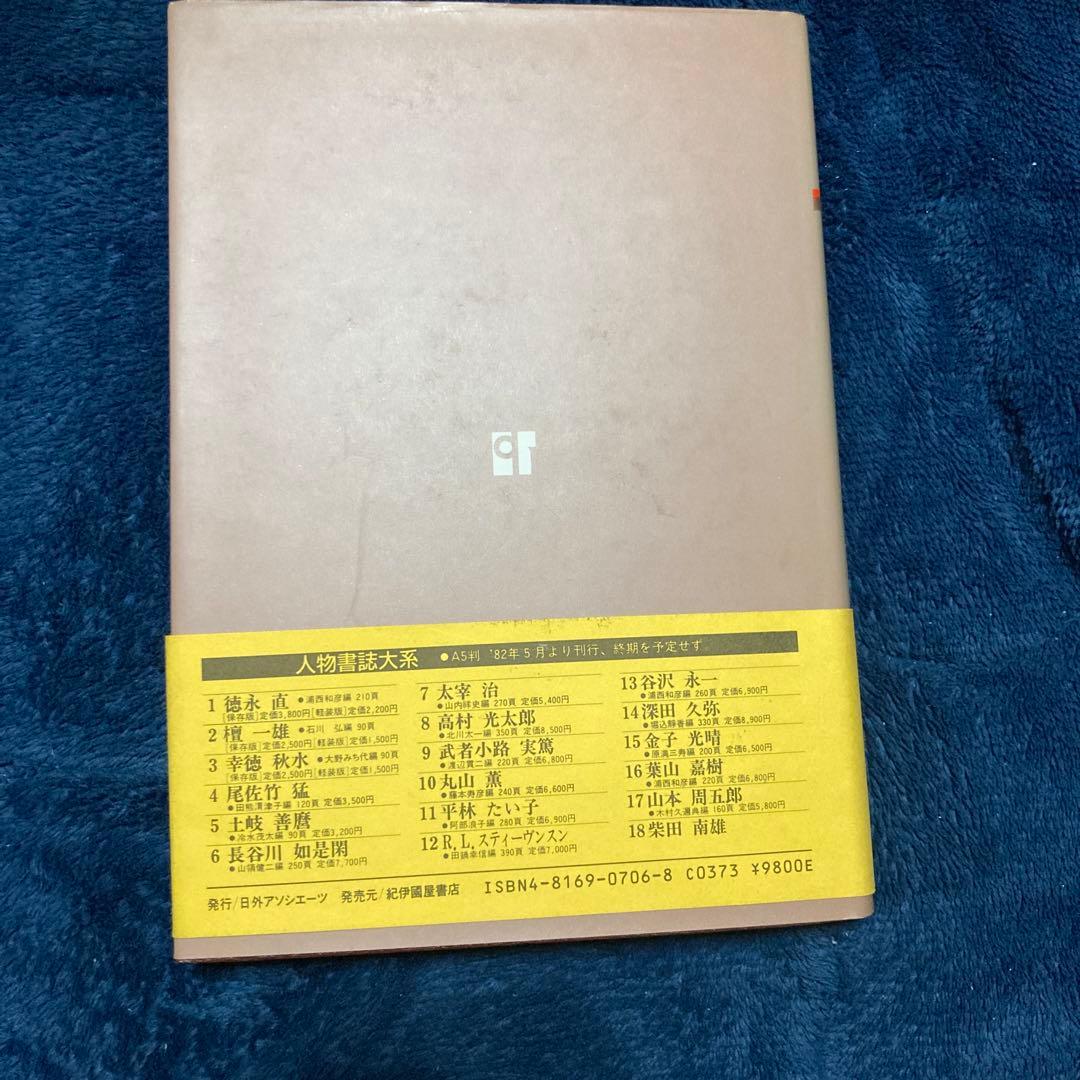 人物書誌大系 ●A5判 '82年5月より刊行、終期を予定せず
1 徳永 直 ●浦西和彦編 210頁
[保存版]定価3,800円[軽装版]定価2,200円
2 檀 一雄 ●石川 弘編 90頁
[保存版]定価2,500円[軽装版]定価1,500円
3 幸徳 秋水 ●大野みち代編 90頁
[保存版]定価2,500円[軽装版]定価1,500円
4 尾佐竹 猛
●田熊渭津子編 120頁 定価3,500円
5 土岐 善麿
●冷水茂太編 90頁 定価3,200円
6 長谷川 如是閑
●山領健二編 250頁 定価7,700円
7 太宰 治
●山内祥史編 270頁 定価5,400円
8 高村 光太郎
●北川太一編 350頁 定価8,500円
9 武者小路 実篤
●渡辺貫二編 220頁 定価6,800円
10 丸山 薫
●藤本寿彦編 240頁 定価6,600円
11 平林 たい子
●阿部浪子編 280頁 定価6,900円
12 R.L.スティーヴンスン
●田鍋幸信編 390頁 定価7,000円
13 谷沢 永一
●浦西和彦編 260頁 定価6,900円
14 深田 久弥
●堀込静香編 330頁 定価8,900円
15 金子 光晴
●原満三寿編 200頁 定価6,500円
16 葉山 嘉樹
●浦西和彦編 220頁 定価6,800円
17 山本 周五郎
●木村久邇典編 160頁 定価5,800円
18 柴田 南雄
発行/日外アソシエーツ 発売元/紀伊國屋書店 ISBN4-8169-0706-8 C0373 ¥9800E